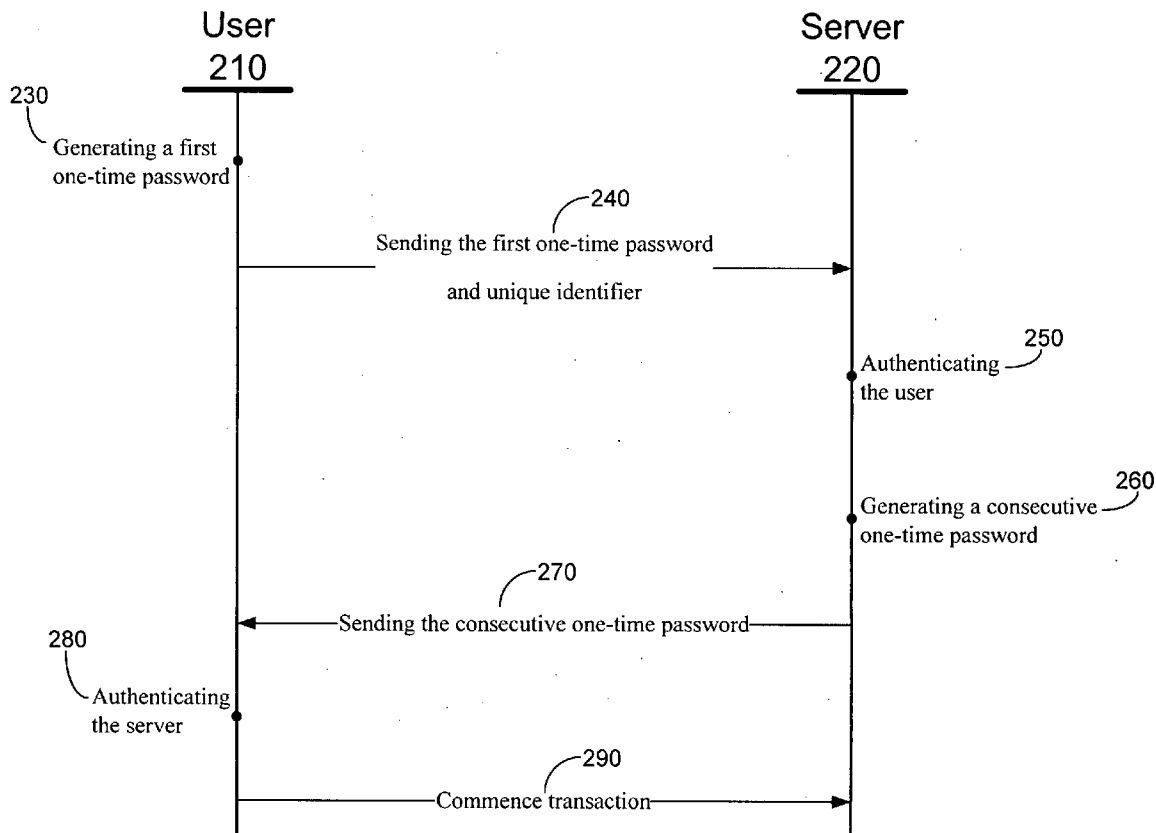 User
210
Server
220
230
Generating a first
one-time password
240
Sending the first one-time password
and unique identifier
250
Authenticating
the user
260
Generating a consecutive
one-time password
270
Sending the consecutive one-time password
280
Authenticating
the server
290
Commence transaction